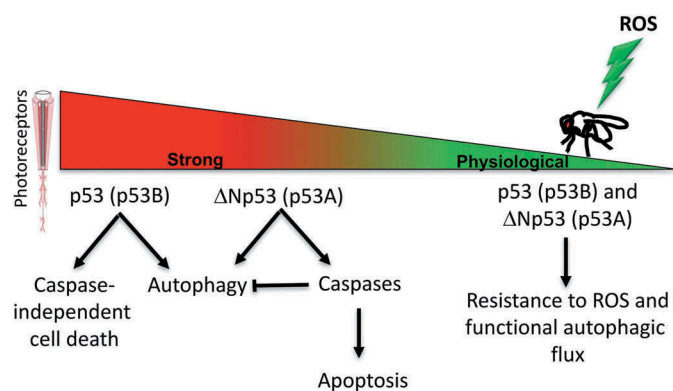 ROS
Photoreceptors
Strong
Physiological
p53 (p53B)
ΔNp53 (p53A)
p53 (p53B) and
ΔNp53 (p53A)
Caspase-
independent
cell death
Autophagy
Caspases
Resistance to ROS and
functional autophagic
flux
Apoptosis